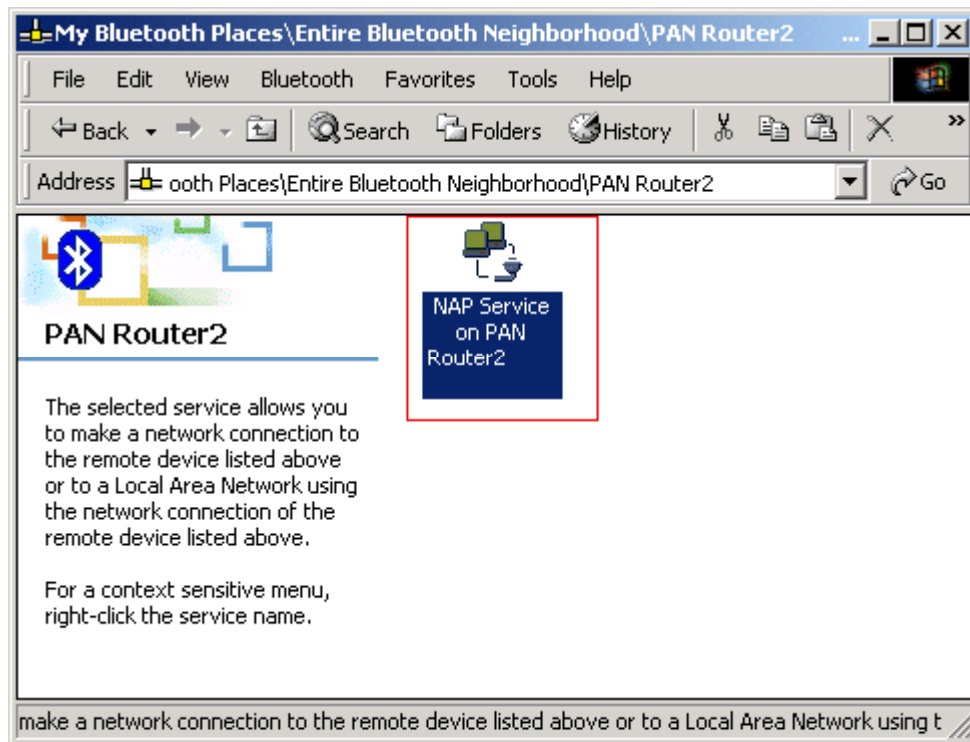 My Bluetooth Places\Entire Bluetooth Neighborhood\PAN Router2 ...
File Edit View Bluetooth Favorites Tools Help
Back Search Folders History »
Address ooth Places\Entire Bluetooth Neighborhood\PAN Router2 Go
PAN Router2
The selected service allows you
to make a network connection to
the remote device listed above
or to a Local Area Network using
the network connection of the
remote device listed above.
For a context sensitive menu,
right-click the service name.
NAP Service
on PAN
Router2
make a network connection to the remote device listed above or to a Local Area Network using t